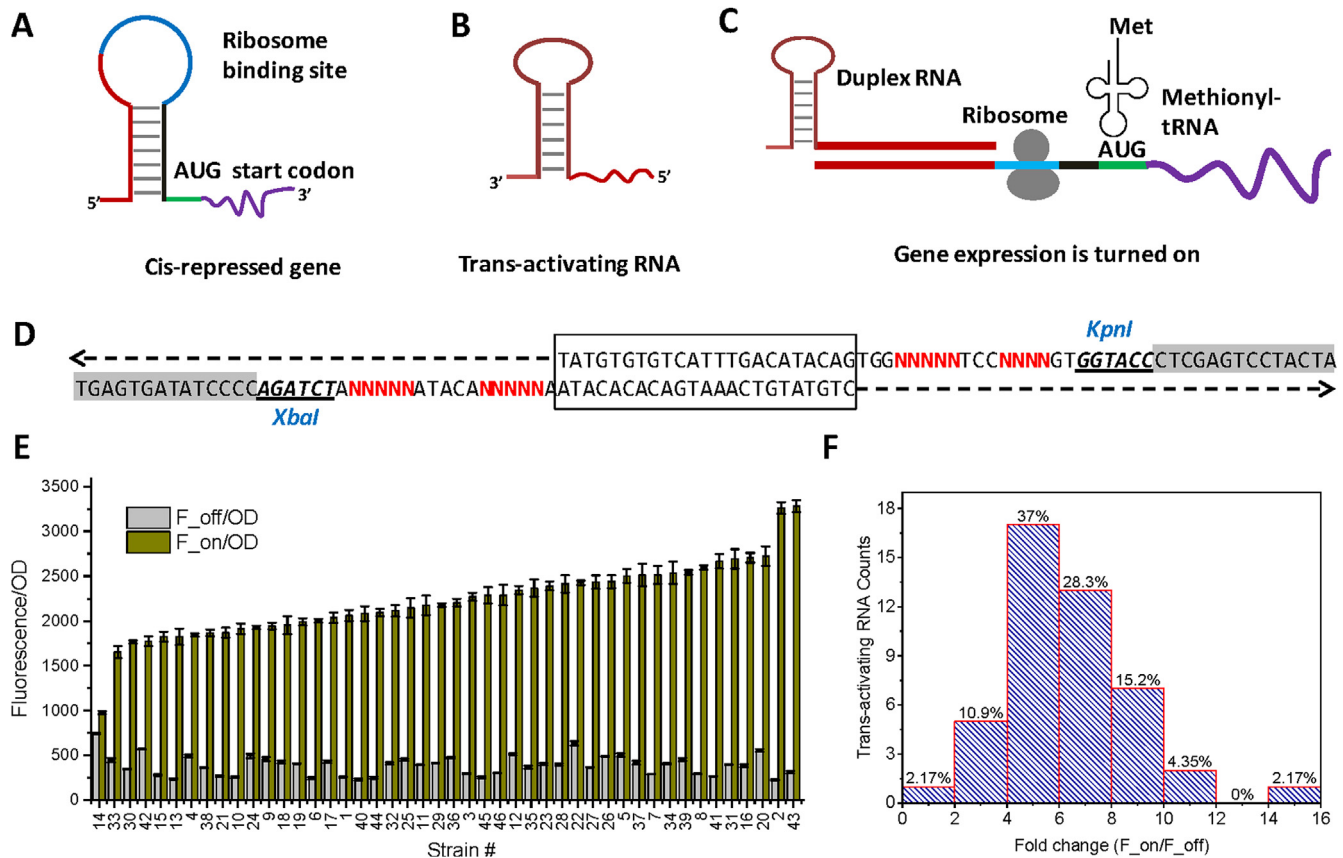 A
Ribosome
binding site
AUG start codon
5’
3’
Cis-repressed gene
B
3’
5’
Trans-activating RNA
C
Met
Duplex RNA
Ribosome
Methionyl-
tRNA
AUG
Gene expression is turned on
D
KpnI
TATGTGTGTCATTTGACATACAGTGGNNNNNTCCNNNNGTGGTACCCTCGAGTCCTACTA
TGAGTGATATCCCCAGATCTANNNNNATACANNNNNAATACACACAGTAAACTGTATGTC
XbaI
E
Fluorescence/OD
3500
3000
2500
2000
1500
1000
500
0
F_off/OD
F_on/OD
14 33 30 42 15 13 4 38 21 10 24 9 18 19 6 17 1 40 44 32 25 11 29 36 3 45 46 12 35 23 28 22 27 26 5 37 7 34 39 8 41 31 16 20 2 43
Strain #
F
Trans-activating RNA Counts
18
15
12
9
6
3
0
2.17%
10.9%
37%
28.3%
15.2%
4.35%
0%
2.17%
0 2 4 6 8 10 12 14 16
Fold change (F_on/F_off)